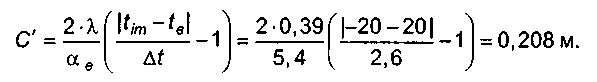 C′ = 2·λ/α_в (|t_im − t_в|/Δt − 1) = 2·0,39/5,4 (|−20 − 20|/2,6 − 1) = 0,208 м.